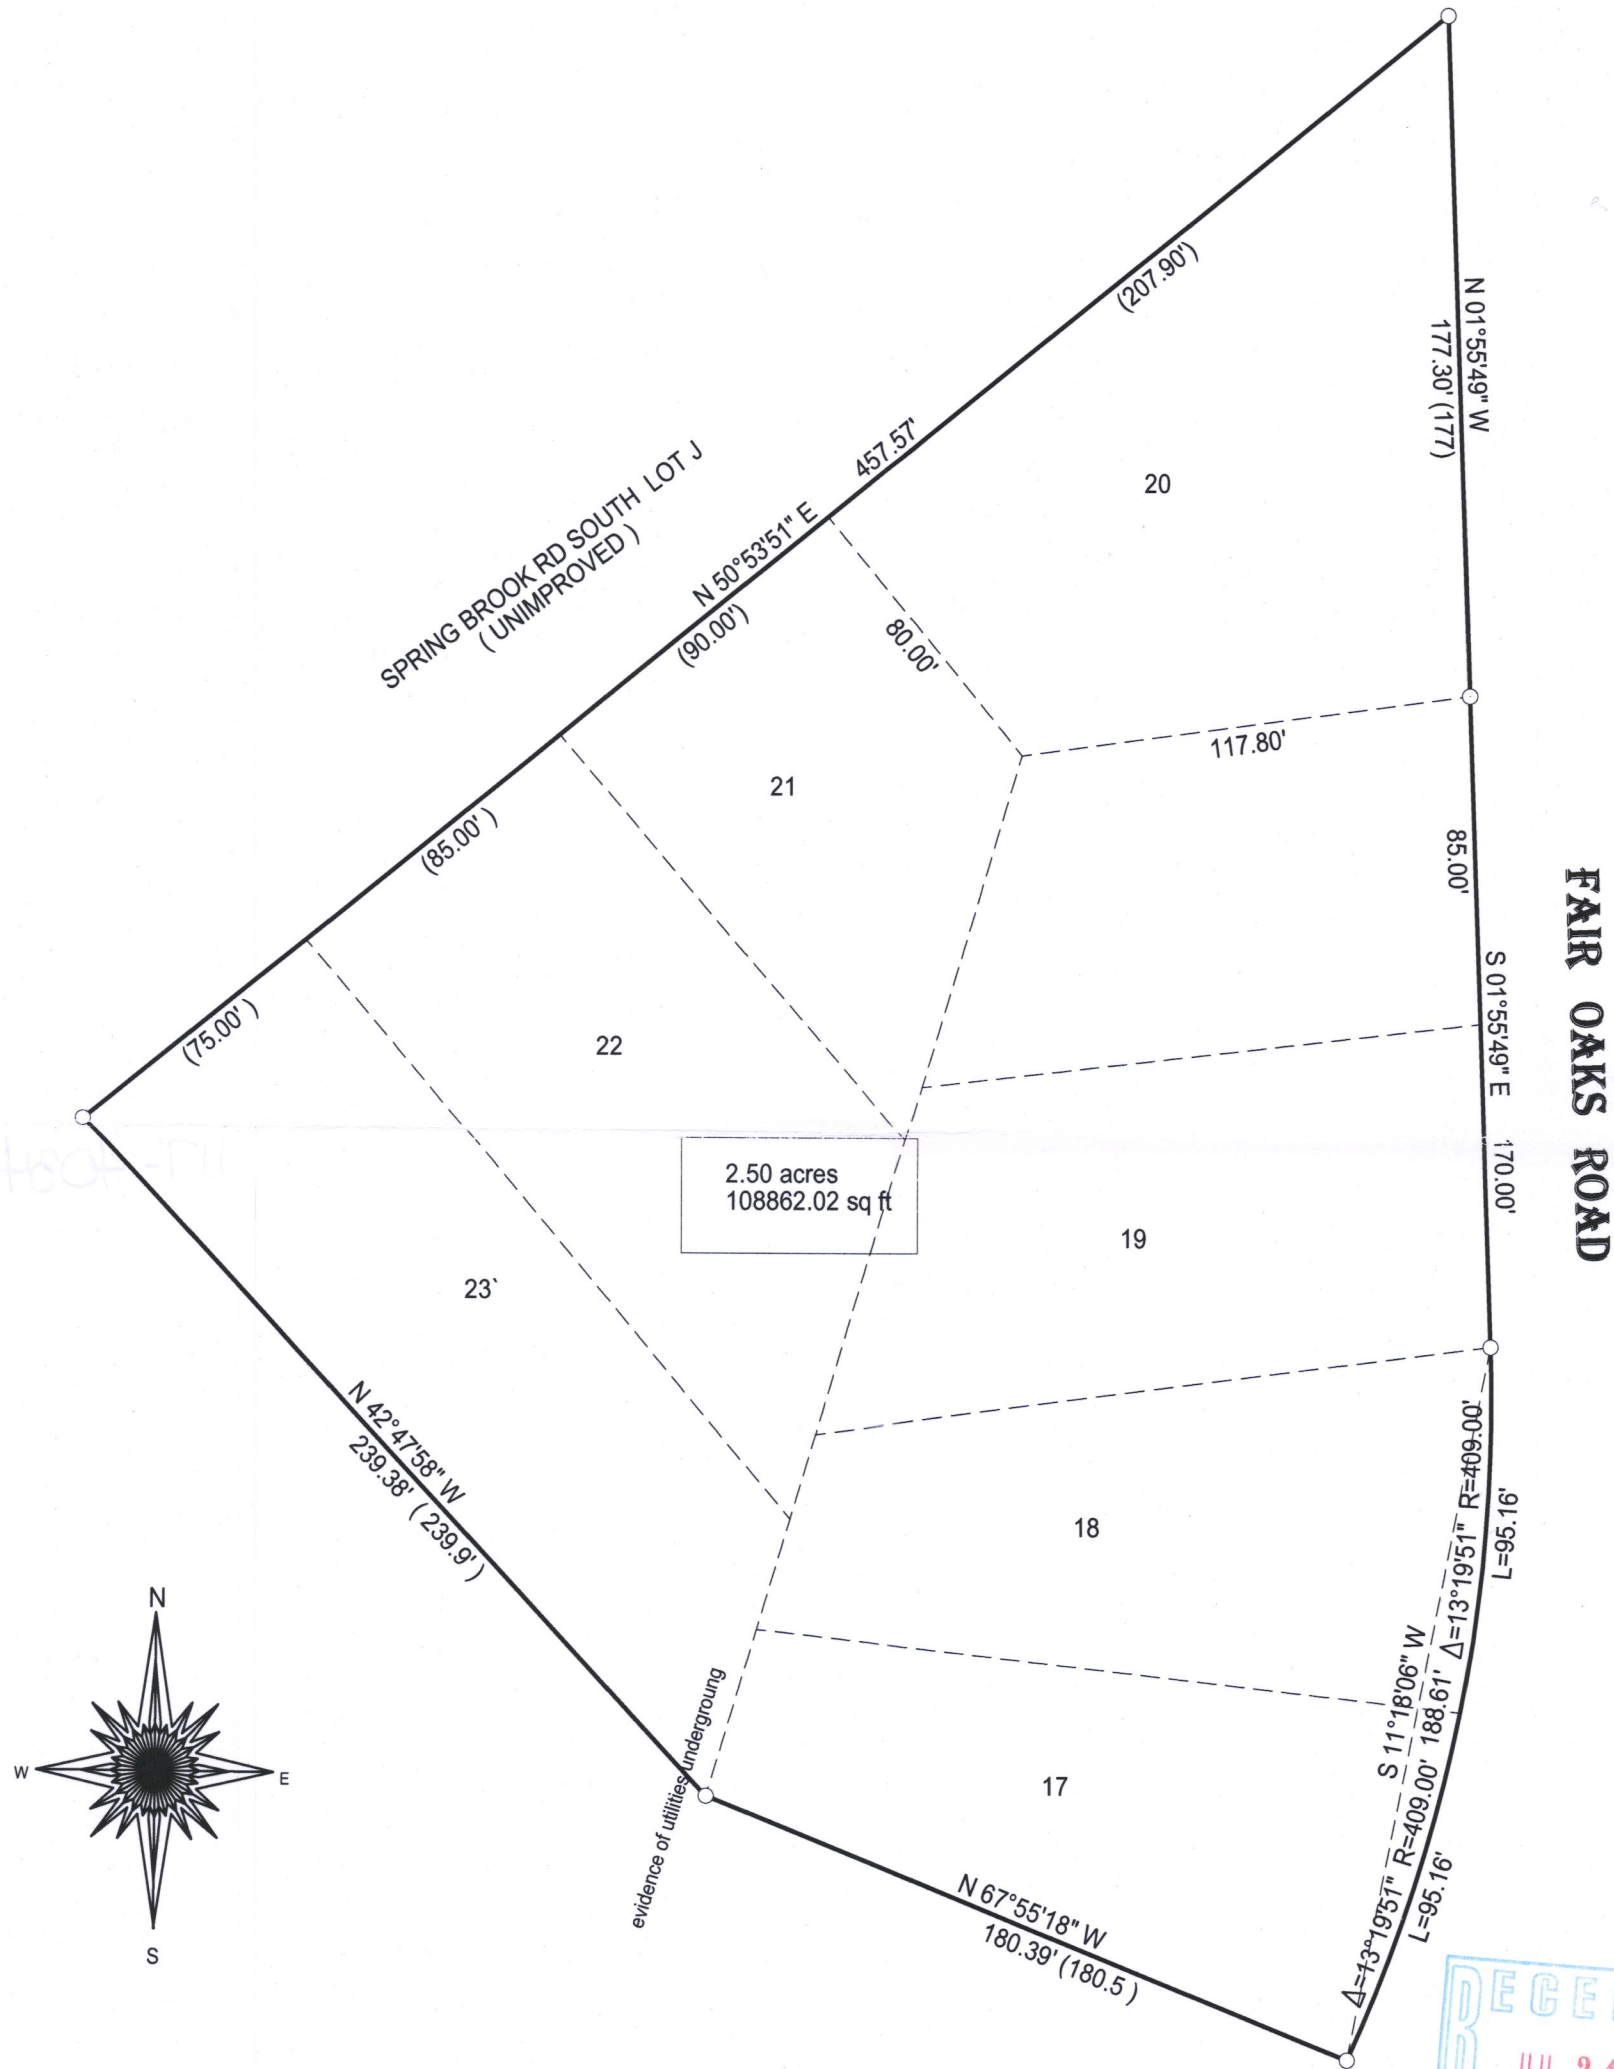 N 01°55'49" W
177.30' (177)
(207.90')
457.57'
20
SPRING BROOK RD SOUTH LOT J
( UNIMPROVED )
N 50°53'51" E
(90.00')
80.00'
117.80'
21
85.00'
(85.00' )
FAIR OAKS ROAD
S 01°55'49" E
170.00'
(75.00' )
22
2.50 acres
108862.02 sq ft
19
23`
N 42°47'58" W
239.38' ( 239.9' )
Δ=13°19'51" R=409.00'
L=95.16'
18
S 11°18'06" W
188.61'
evidence of utilities undergroung
17
Δ=13°19'51" R=409.00'
L=95.16'
N 67°55'18" W
180.39' (180.5 )
N
W
E
S